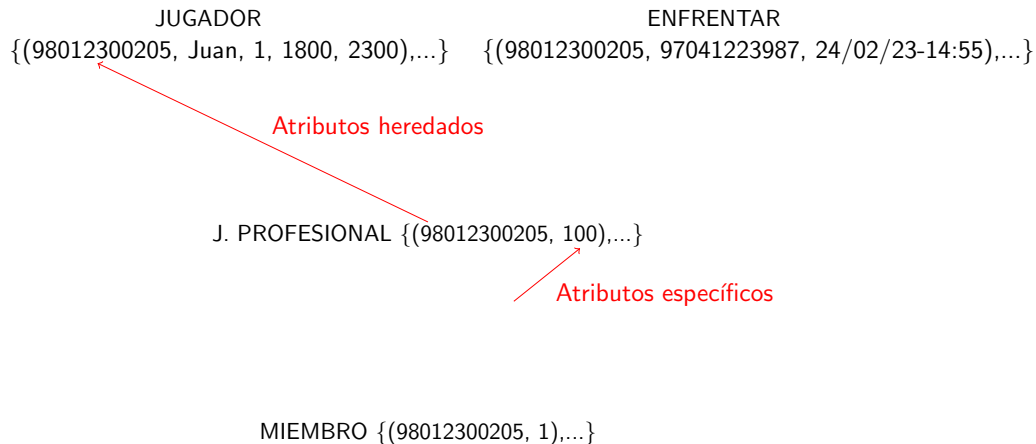 JUGADOR
{(98012300205, Juan, 1, 1800, 2300),...}
ENFRENTAR
{(98012300205, 97041223987, 24/02/23-14:55),...}
Atributos heredados
J. PROFESIONAL {(98012300205, 100),...}
Atributos específicos
MIEMBRO {(98012300205, 1),...}